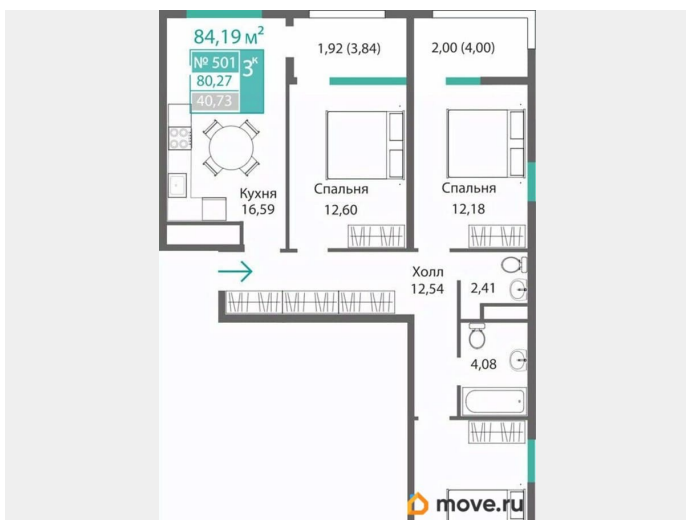 84,19 м²
№ 501
3к
80,27
40,73
1,92 (3,84)
2,00 (4,00)
Кухня
16,59
Спальня
12,60
Спальня
12,18
Холл
12,54
2,41
4,08
move.ru